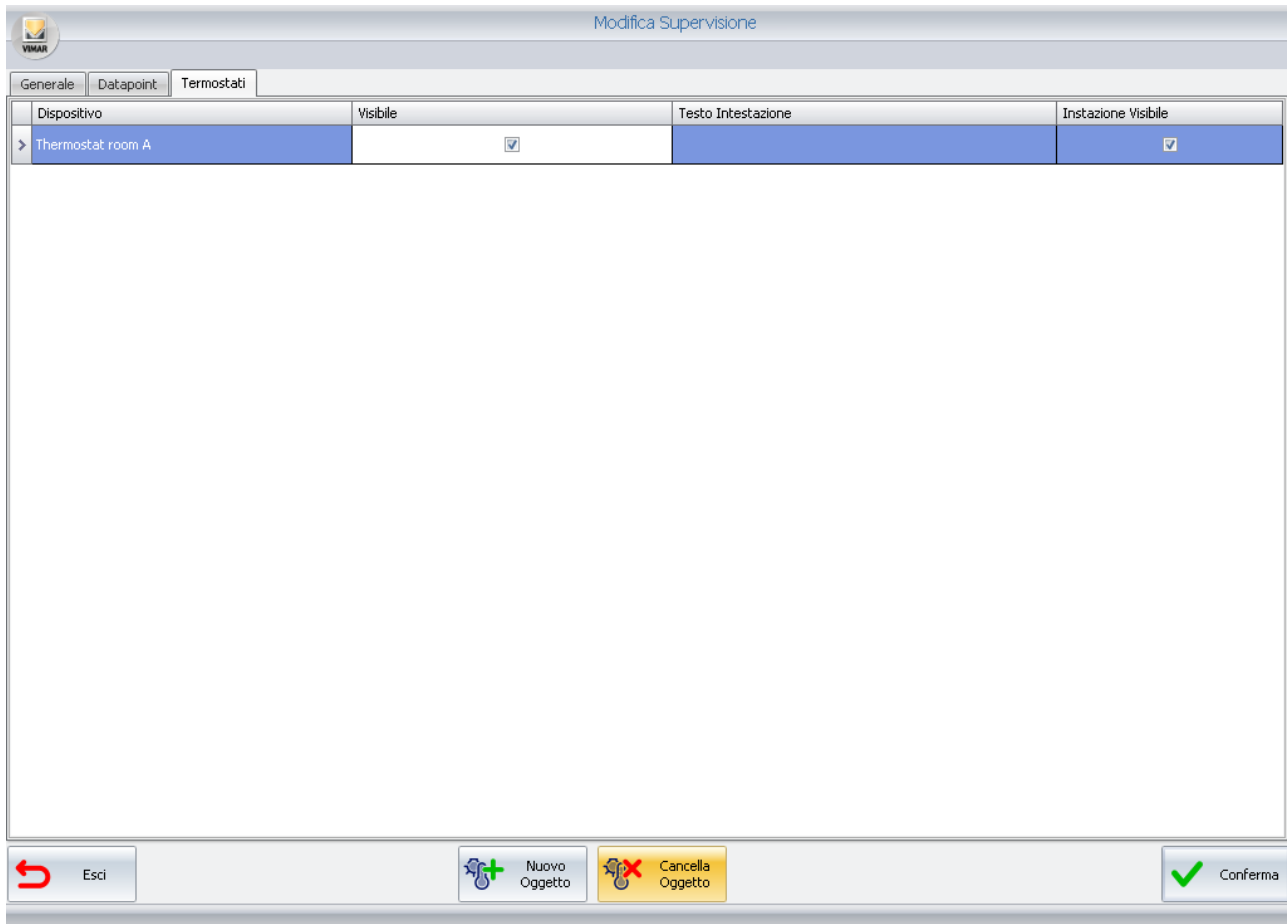 Modifica Supervisione
VIMAR
Generale Datapoint Termostati
Dispositivo Visibile Testo Intestazione Instazione Visibile
Thermostat room A
Esci Nuovo Oggetto Cancella Oggetto Conferma